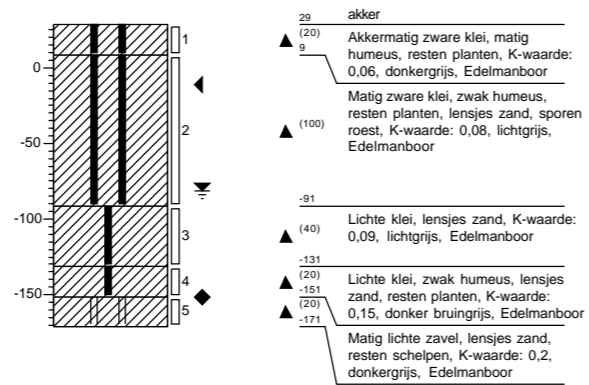 29 akker
(20) Akkermatig zware klei, matig
humeus, resten planten, K-waarde:
9 0,06, donkergrijs, Edelmanboor
1
0
Matig zware klei, zwak humeus,
resten planten, lensjes zand, sporen
(100) roest, K-waarde: 0,08, lichtgrijs,
Edelmanboor
2
-50
-91
-100
Lichte klei, lensjes zand, K-waarde:
(40) 0,09, lichtgrijs, Edelmanboor
3
-131
(20) Lichte klei, zwak humeus, lensjes
4
-150
-151 zand, resten planten, K-waarde:
(20) 0,15, donker bruingrijs, Edelmanboor
5
-171
Matig lichte zavel, lensjes zand,
resten schelpen, K-waarde: 0,2,
donkergrijs, Edelmanboor